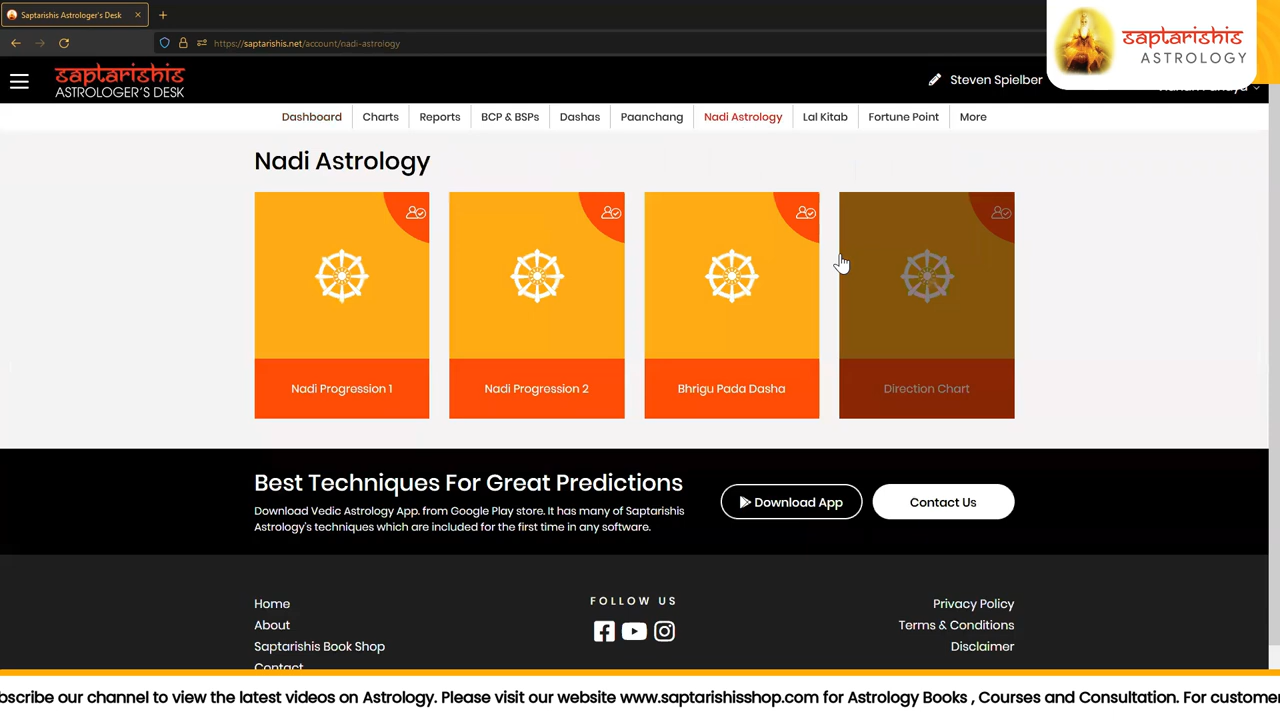 Saptarishis Astrologer's Desk
https://saptarishis.net/account/nadi-astrology
saptarishis
ASTROLOGY
saptarishis
ASTROLOGER'S DESK
Steven Spielber
Dashboard
Charts
Reports
BCP & BSPs
Dashas
Paanchang
Nadi Astrology
Lal Kitab
Fortune Point
More
Nadi Astrology
Nadi Progression 1
Nadi Progression 2
Bhrigu Pada Dasha
Direction Chart
Best Techniques For Great Predictions
Download Vedic Astrology App. from Google Play store. It has many of Saptarishis
Astrology's techniques which are included for the first time in any software.
Download App
Contact Us
Home
About
Saptarishis Book Shop
Contact
FOLLOW US
Privacy Policy
Terms & Conditions
Disclaimer
bscribe our channel to view the latest videos on Astrology. Please visit our website www.saptarishisshop.com for Astrology Books , Courses and Consultation. For custome